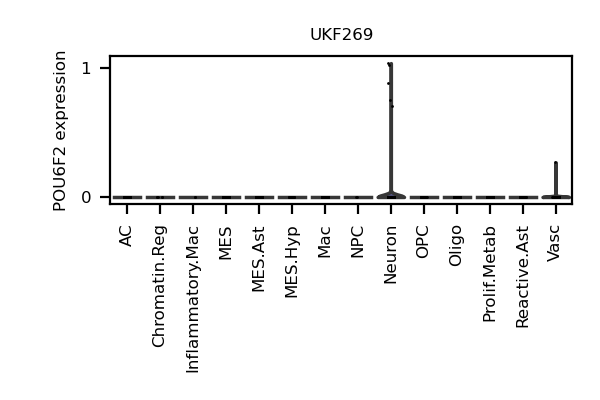 UKF269
POU6F2 expression
1
0
AC
Chromatin.Reg
Inflammatory.Mac
MES
MES.Ast
MES.Hyp
Mac
NPC
Neuron
OPC
Oligo
Prolif.Metab
Reactive.Ast
Vasc